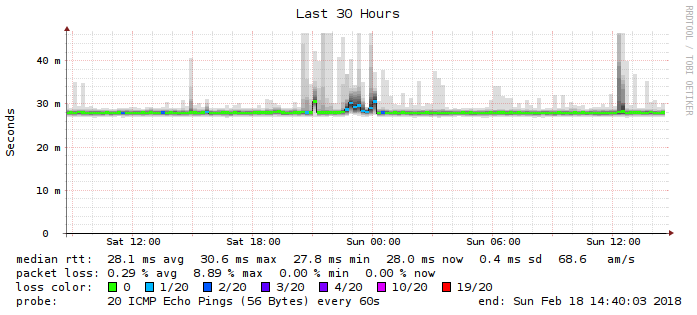 Last 30 Hours
RRDTOOL / TOBI OETIKER
Seconds
40 m
30 m
20 m
10 m
0
Sat 12:00 Sat 18:00 Sun 00:00 Sun 06:00 Sun 12:00
median rtt: 28.1 ms avg 30.6 ms max 27.8 ms min 28.0 ms now 0.4 ms sd 68.6 am/s
packet loss: 0.29 % avg 8.89 % max 0.00 % min 0.00 % now
loss color: 0 1/20 2/20 3/20 4/20 10/20 19/20
probe: 20 ICMP Echo Pings (56 Bytes) every 60s end: Sun Feb 18 14:40:03 2018